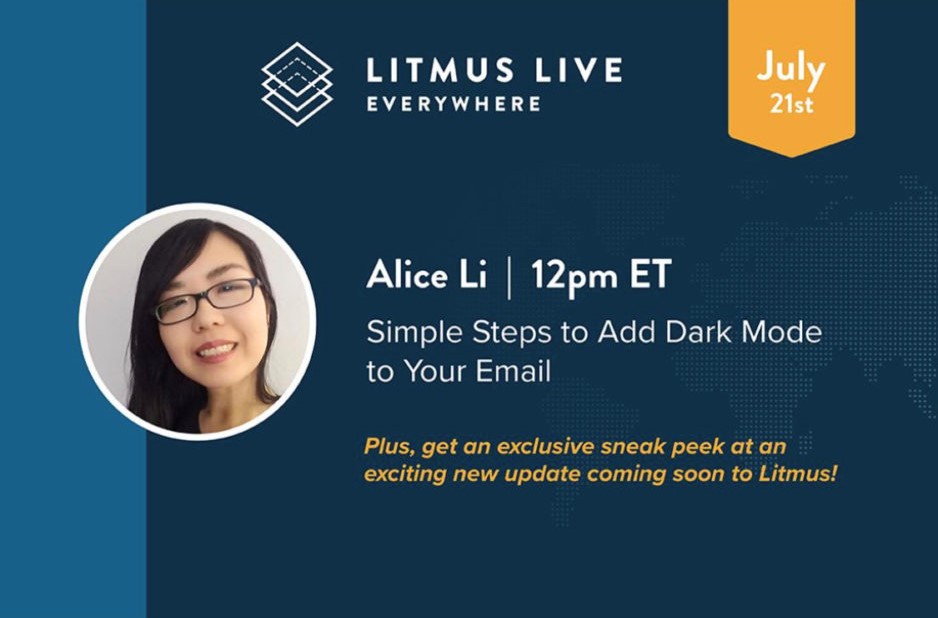 LITMUS LIVE
EVERYWHERE
July
21st
Alice Li | 12pm ET
Simple Steps to Add Dark Mode
to Your Email
Plus, get an exclusive sneak peek at an
exciting new update coming soon to Litmus!